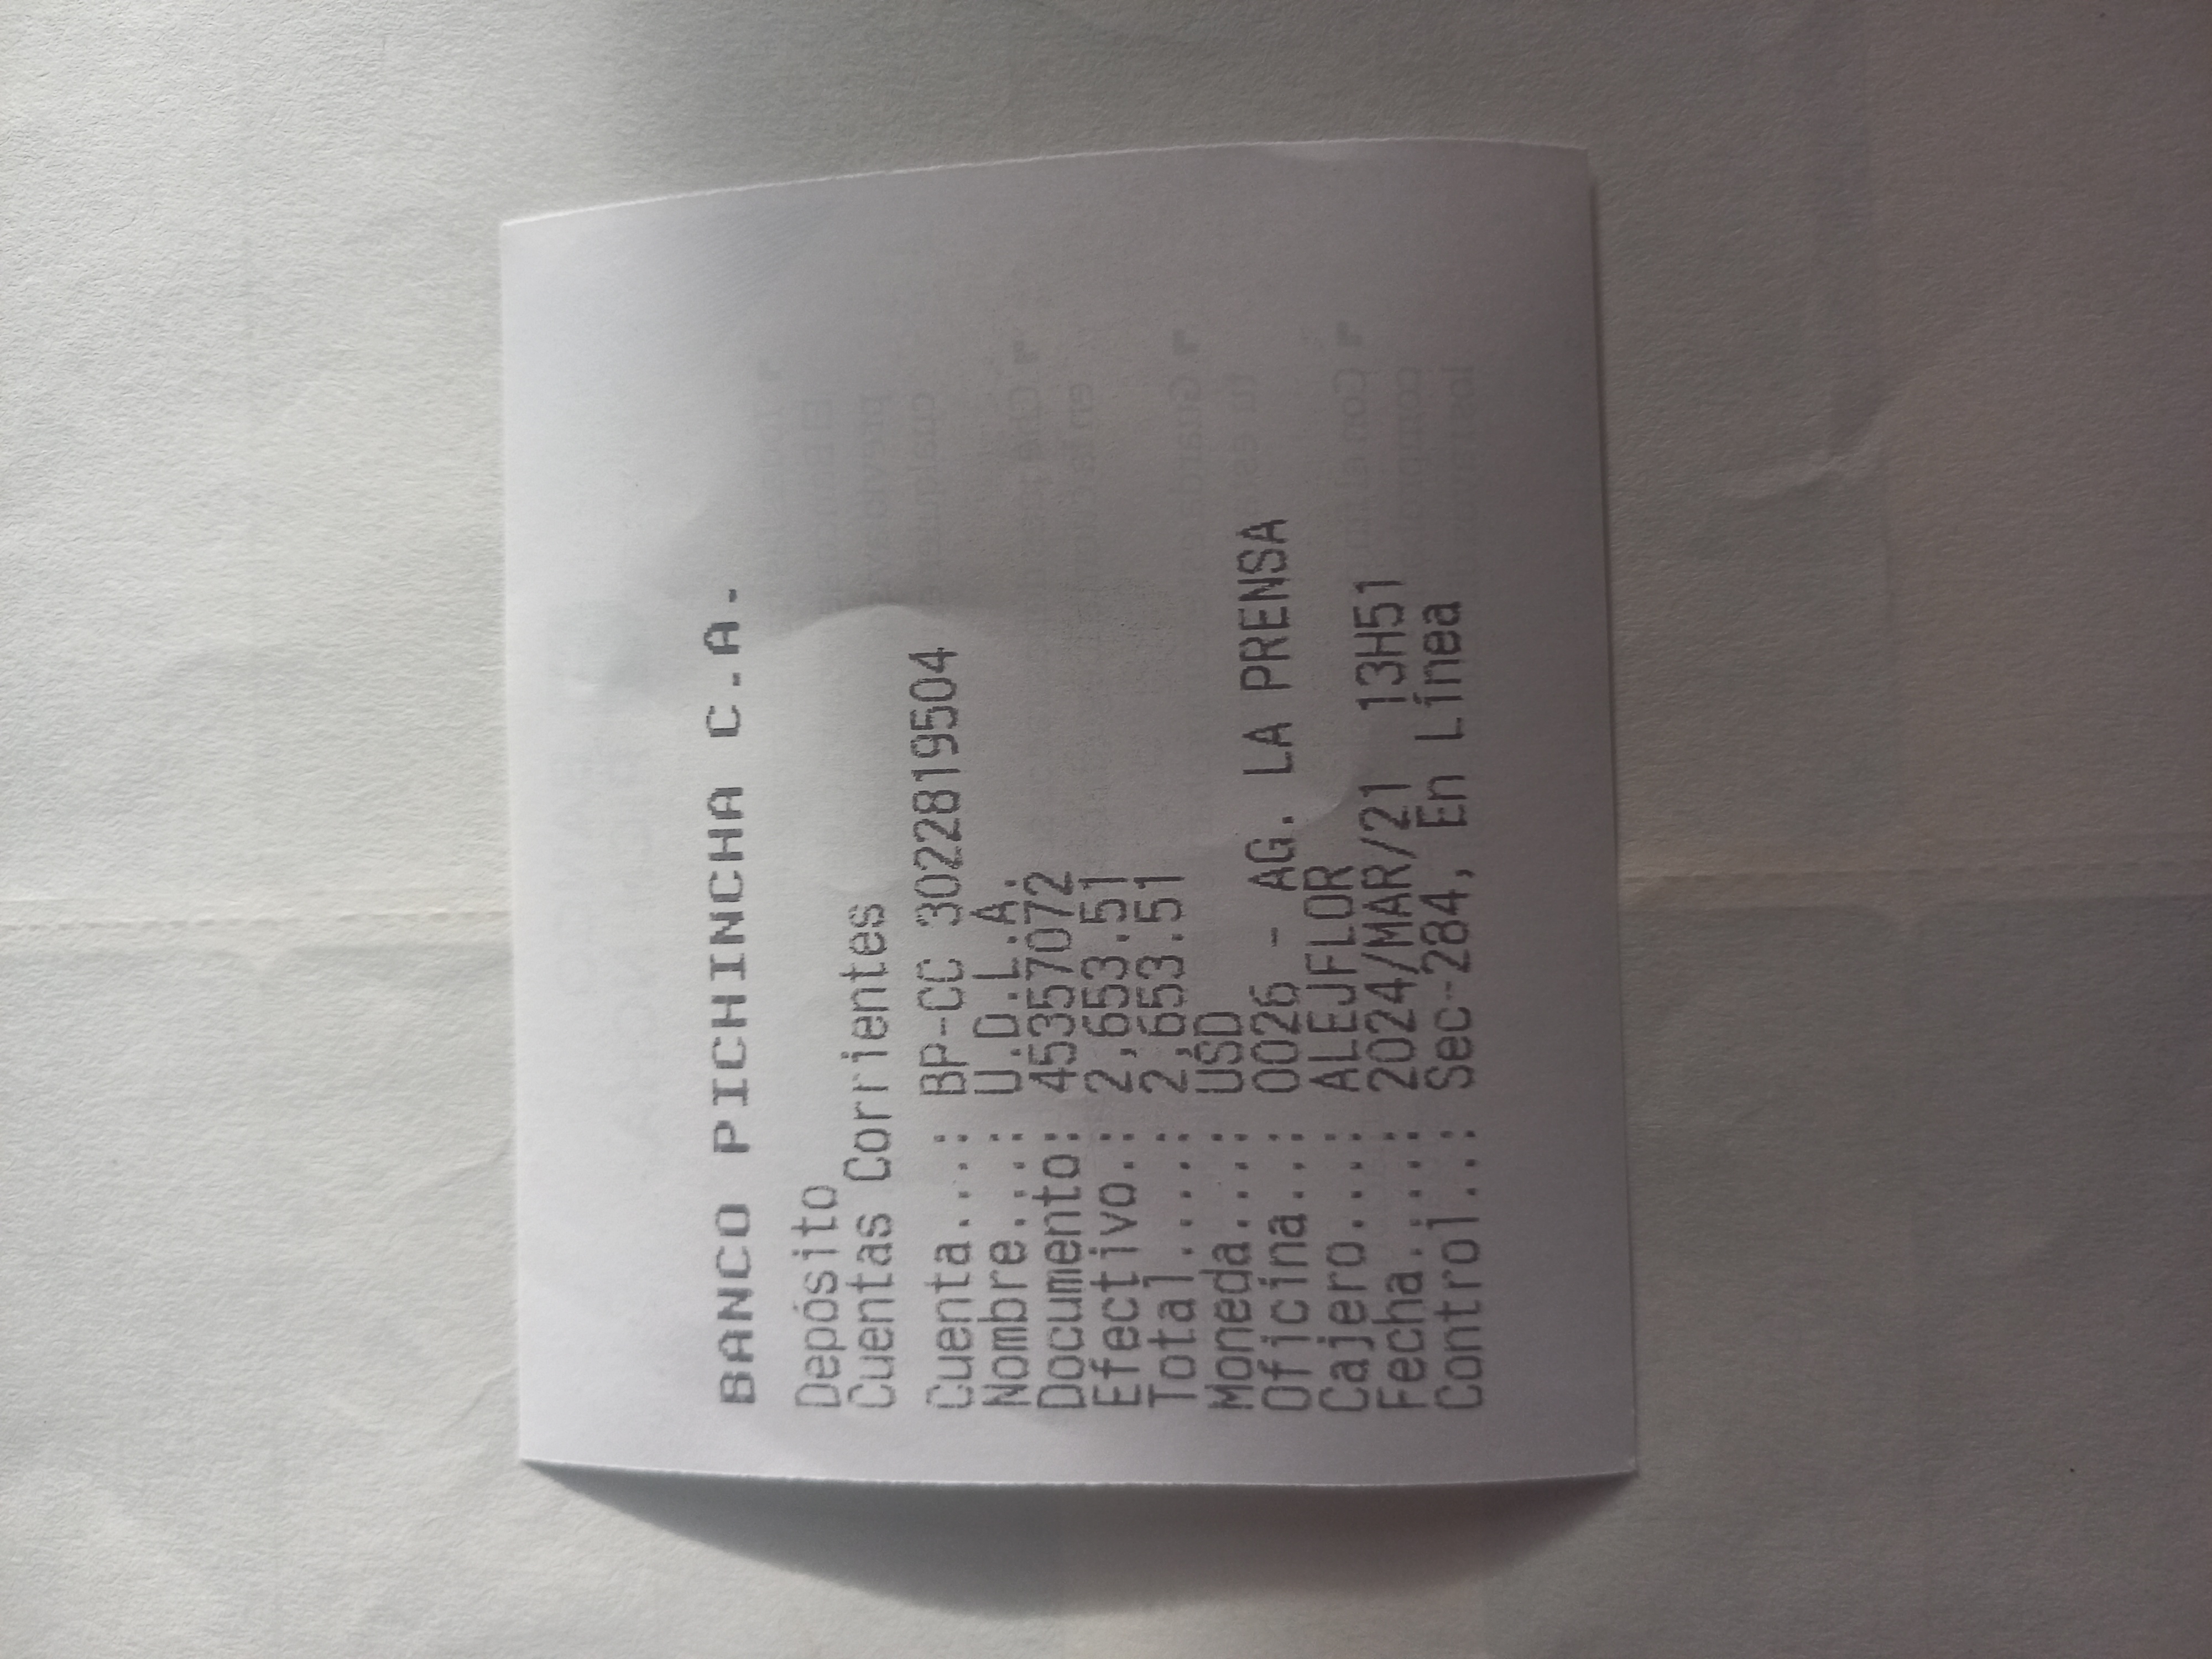 BANCO PICHINCHA C.A.
Depósito
Cuentas Corrientes
Cuenta....: BP-CC 3022819504
Nombre....: U.D.L.A.
Documento: 45357072
Efectivo.: 2,653.51
Total.....: 2,653.51
Moneda....: USD
Oficina...: 0026 - AG. LA PRENSA
Cajero....: ALEJFLOR
Fecha.....: 2024/MAR/21 13H51
Control...: Sec-284, En Línea